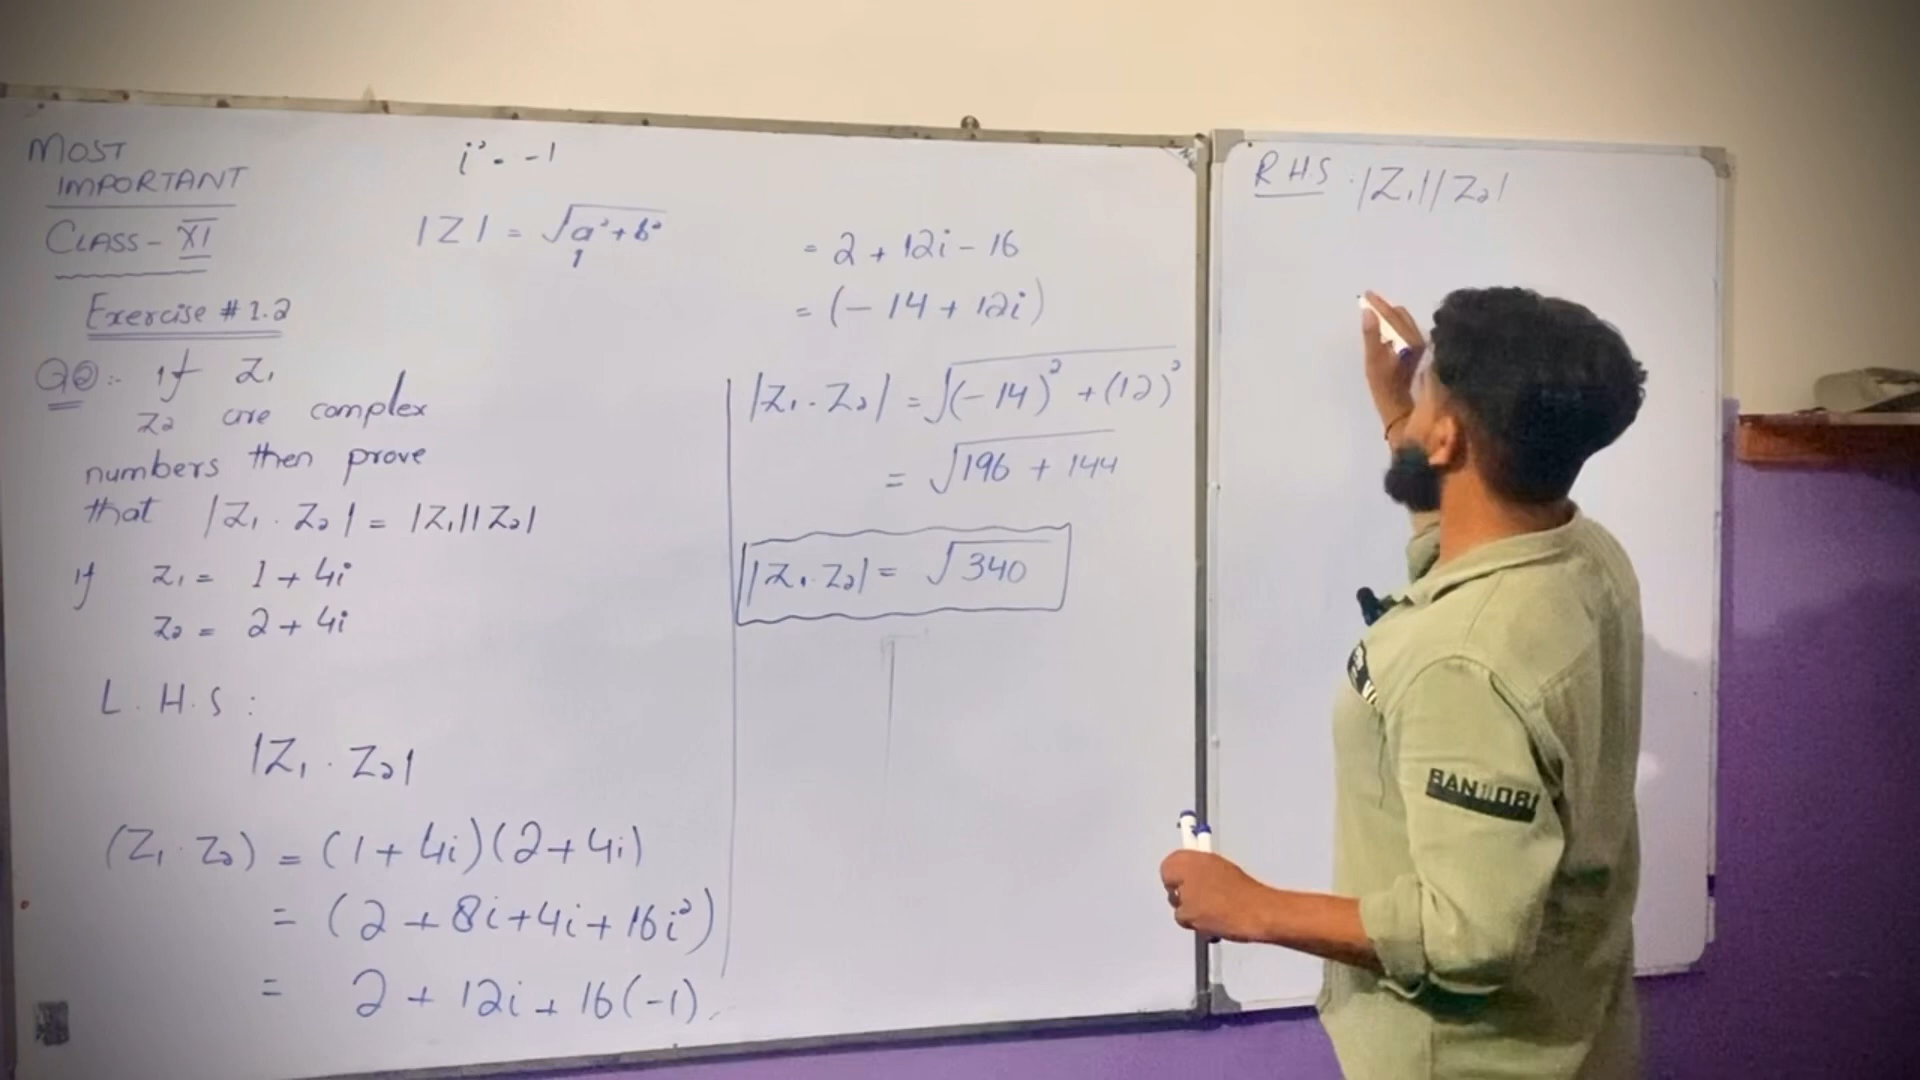 MOST
IMPORTANT
CLASS - XI
Exercise # 1.2
Q2:- if Z₁
Z₂ are complex
numbers then prove
that |Z₁ . Z₂| = |Z₁||Z₂|
if Z₁ = 1 + 4i
Z₂ = 2 + 4i
L.H.S :
|Z₁ . Z₂|
(Z₁ . Z₂) = (1 + 4i)(2 + 4i)
= (2 + 8i + 4i + 16i²)
= 2 + 12i + 16(-1)
i² = -1
|Z| = √a² + b²
1
= 2 + 12i - 16
= (- 14 + 12i)
|Z₁ . Z₂| = √(- 14)² + (12)²
= √196 + 144
|Z₁ . Z₂| = √340
RHS : |Z₁||Z₂|